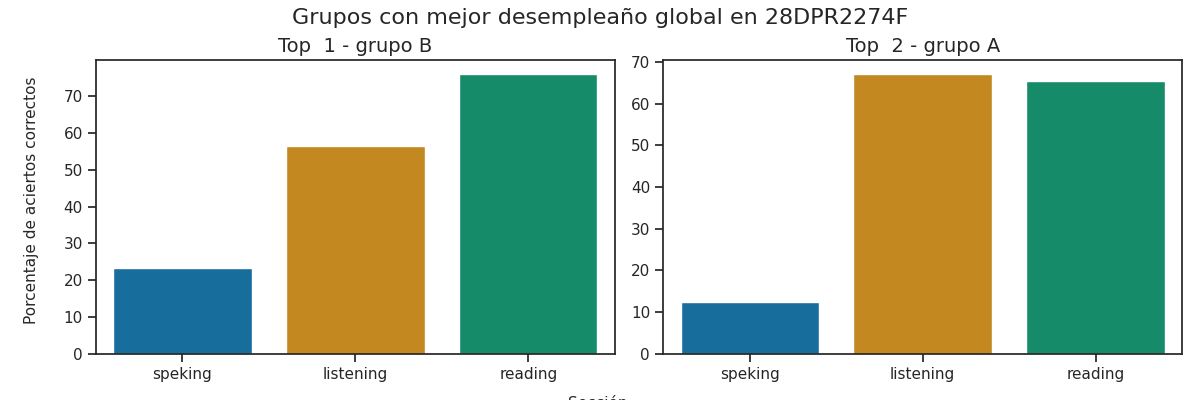 Grupos con mejor desempleaño global en 28DPR2274F
Top 1 - grupo B
Porcentaje de aciertos correctos
70
60
50
40
30
20
10
0
speking
listening
reading
Top 2 - grupo A
70
60
50
40
30
20
10
0
speking
listening
reading
Sección